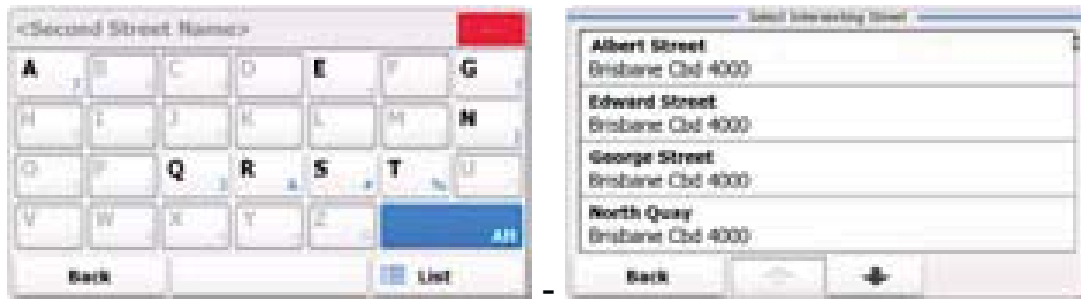 <Second Street Name>
A B C D E F G
H I J K L M N
O P Q R S T U
V W X Y Z Alt
Back List
-
Select Intersecting Street
Albert Street
Brisbane Cbd 4000
Edward Street
Brisbane Cbd 4000
George Street
Brisbane Cbd 4000
North Quay
Brisbane Cbd 4000
Back